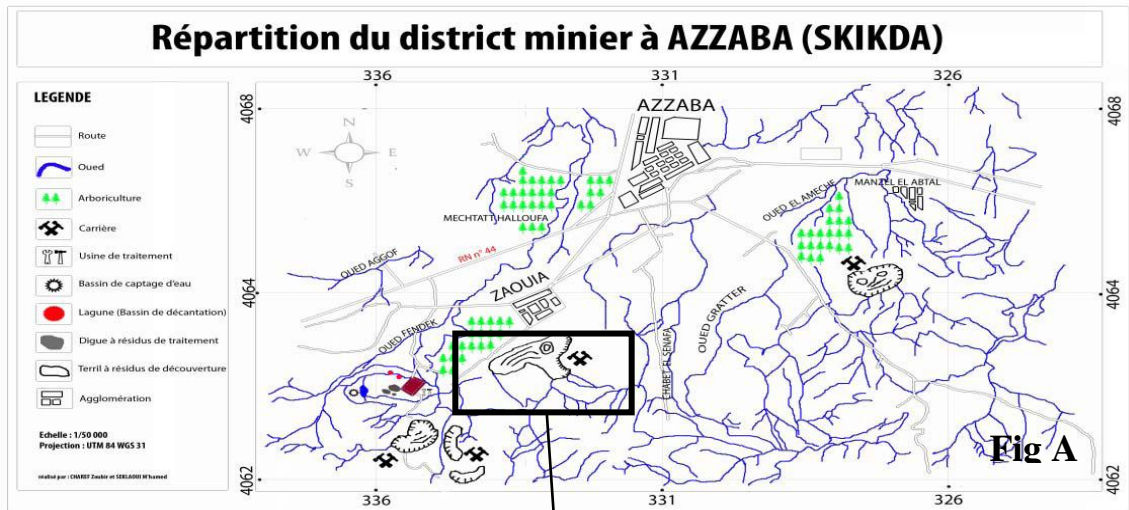 Répartition du district minier à AZZABA (SKIKDA)
336
331
326
4068
4068
LEGENDE
Route
Oued
Arboriculture
Carrière
Usine de traitement
Bassin de captage d'eau
Lagune (Bassin de décantation)
Digue à résidus de traitement
Terril à résidus de découverture
Agglomération
Echelle : 1/50 000
Projection : UTM 84 WGS 31
N
W
E
S
AZZABA
MECHTATT HALLOUFA
OUED EL AMECHE
MANZEL EL ABTAL
OUED AGGOF
RN n° 44
4064
4064
ZAOUIA
OUED FENDEK
OUED GRATTER
CHABET EL SENAFA
Fig A
4062
4062
336
331
326